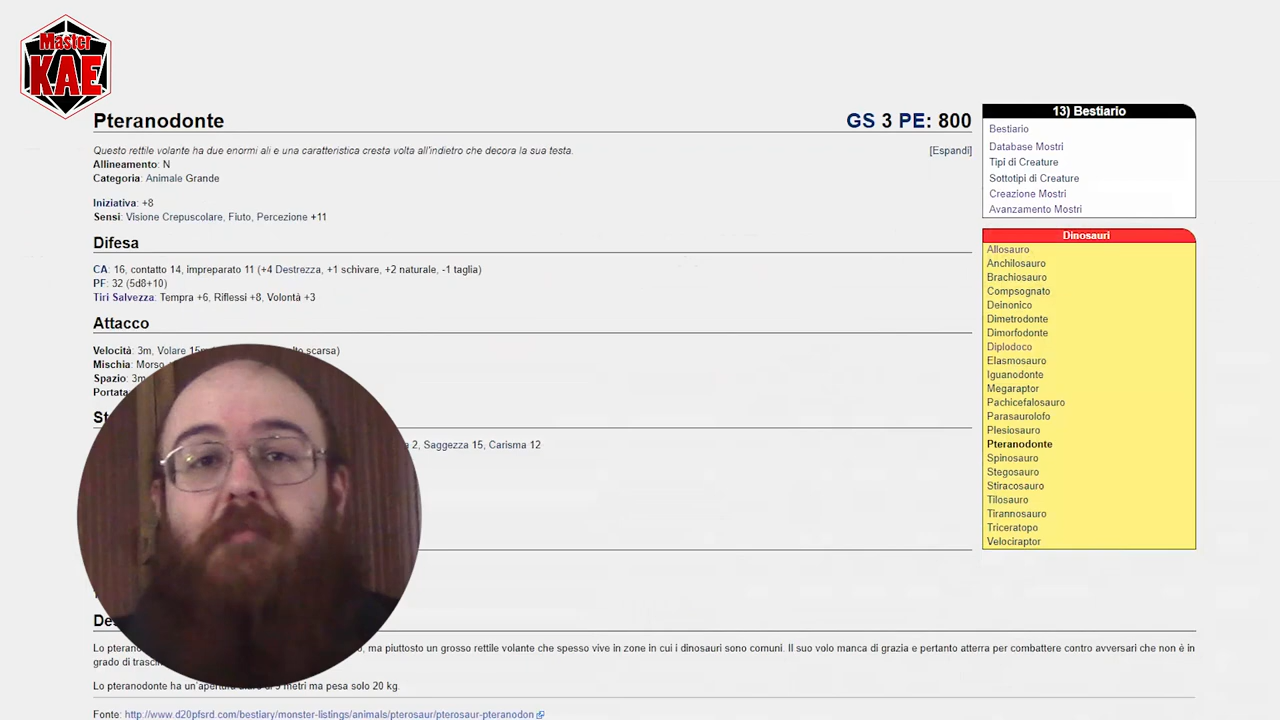 Master
KAE
Pteranodonte
GS 3 PE: 800
Questo rettile volante ha due enormi ali e una caratteristica cresta volta all'indietro che decora la sua testa.
[Espandi]
Allineamento: N
Categoria: Animale Grande
Iniziativa: +8
Sensi: Visione Crepuscolare, Fiuto, Percezione +11
Difesa
CA: 16, contatto 14, impreparato 11 (+4 Destrezza, +1 schivare, +2 naturale, -1 taglia)
PF: 32 (5d8+10)
Tiri Salvezza: Tempra +6, Riflessi +8, Volontà +3
Attacco
Velocità: 3m, Volare scarsa)
Mischia: Morso
Spazio: 3m
Portata
2, Saggezza 15, Carisma 12
Lo ma piuttosto un grosso rettile volante che spesso vive in zone in cui i dinosauri sono comuni. Il suo volo manca di grazia e pertanto atterra per combattere contro avversari che non è in
grado di
Lo pteranodonte ha un'apertura metri ma pesa solo 20 kg.
Fonte: http://www.d20pfsrd.com/bestiary/monster-listings/animals/pterosaur/pterosaur-pteranodon
13) Bestiario
Bestiario
Database Mostri
Tipi di Creature
Sottotipi di Creature
Creazione Mostri
Avanzamento Mostri
Dinosauri
Allosauro
Anchilosauro
Brachiosauro
Compsognato
Deinonico
Dimetrodonte
Dimorfodonte
Diplodoco
Elasmosauro
Iguanodonte
Megaraptor
Pachicefalosauro
Parasaurolofo
Plesiosauro
Pteranodonte
Spinosauro
Stegosauro
Stiracosauro
Tilosauro
Tirannosauro
Triceratopo
Velociraptor